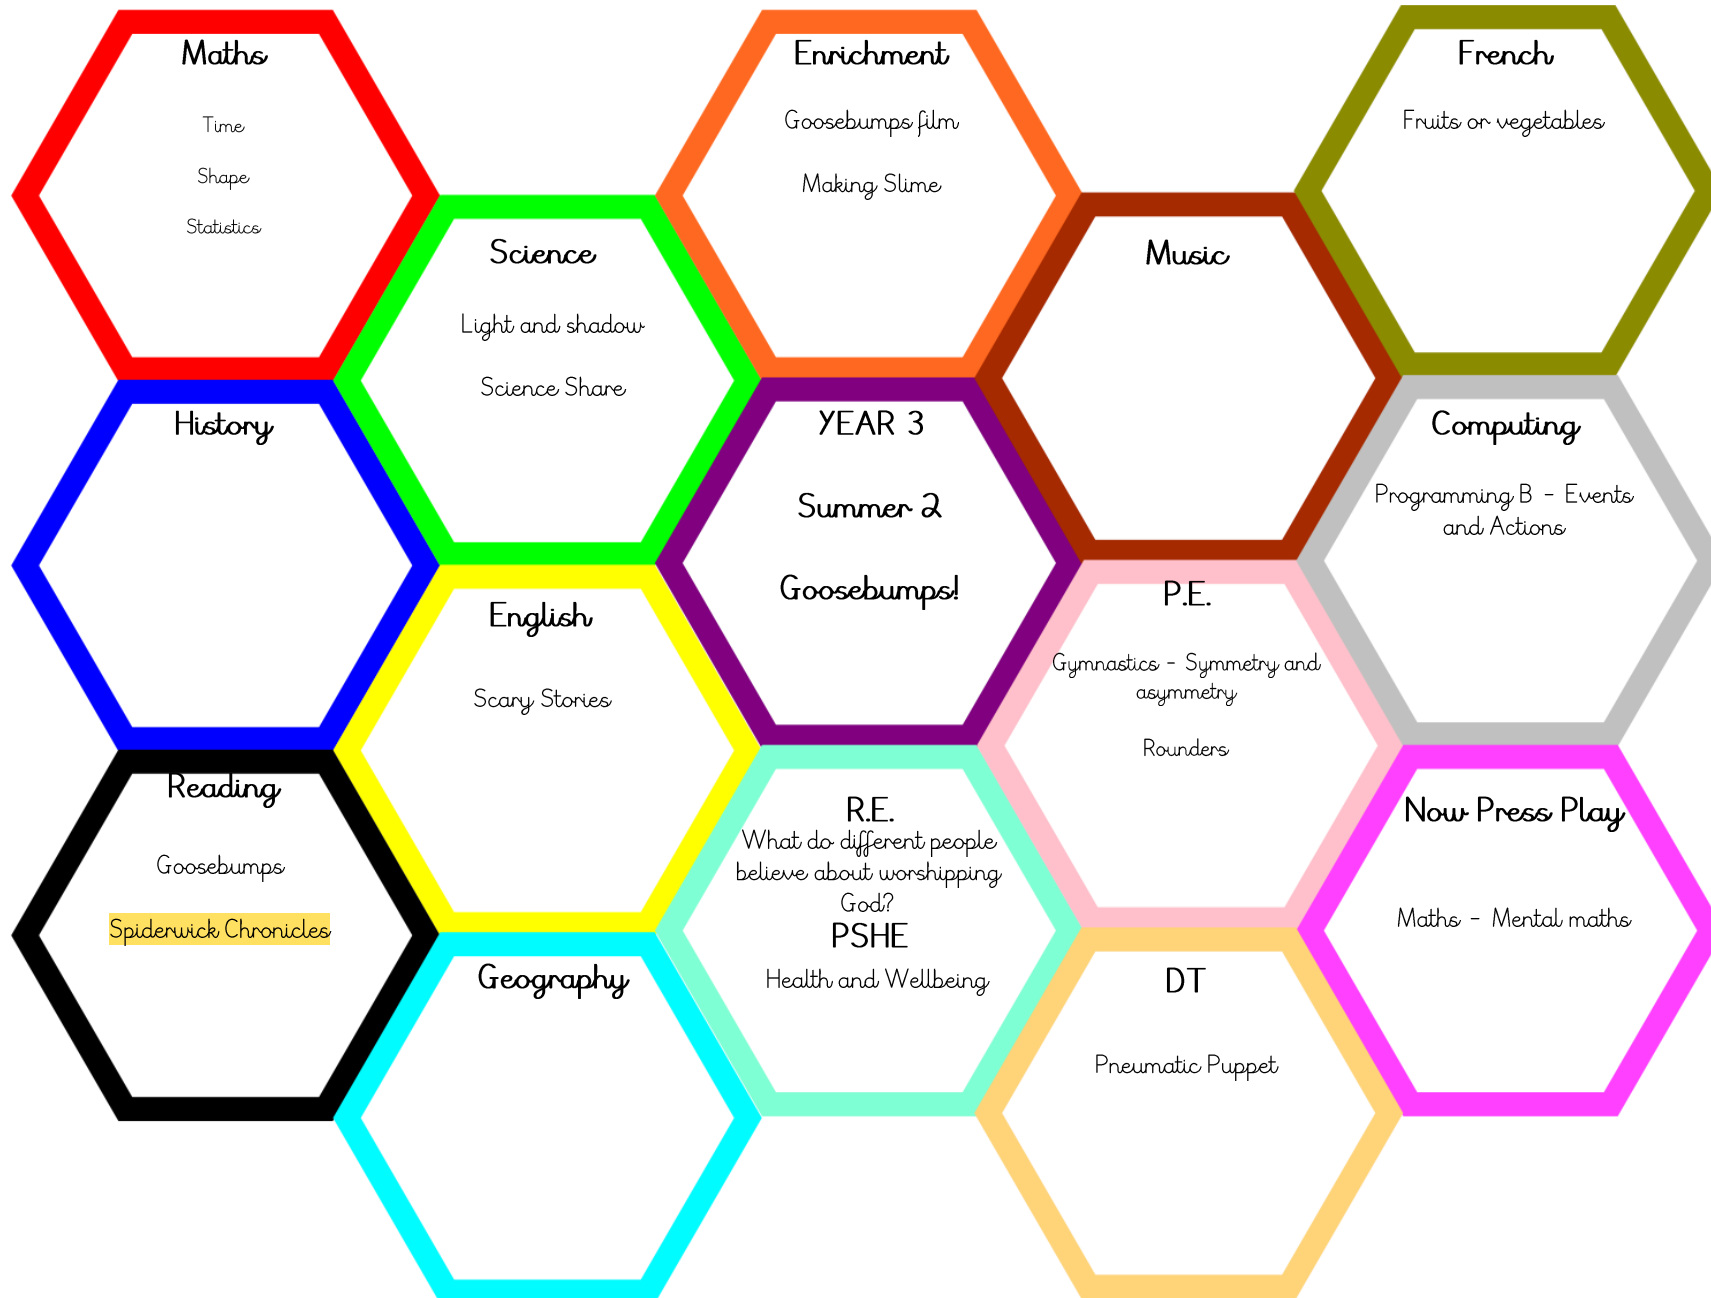 Maths
Time
Shape
Statistics
Enrichment
Goosebumps film
Making Slime
French
Fruits or vegetables
Science
Light and shadow
Science Share
Music
History
YEAR 3
Summer 2
Goosebumps!
Computing
Programming B - Events
and Actions
English
Scary Stories
P.E.
Gymnastics - Symmetry and
asymmetry
Rounders
Reading
Goosebumps
Spiderwick Chronicles
R.E.
What do different people
believe about worshipping
God?
PSHE
Health and Wellbeing
Now Press Play
Maths - Mental maths
Geography
DT
Pneumatic Puppet